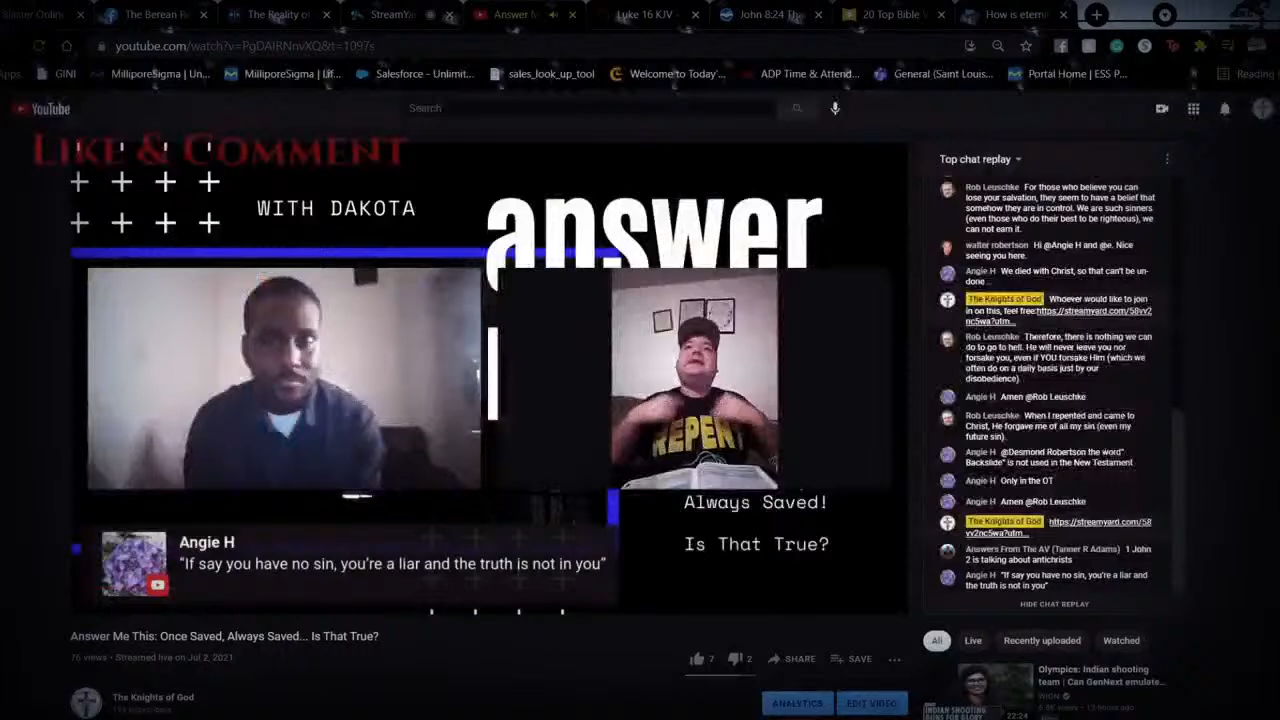 The Berean R
The Reality of
StreamYa
Answer M
Luke 16 KJV -
John 8:24 Th
20 Top Bible V
How is etern
youtube.com/watch?v=PgDAIRNnvXQ&t=1097s
Apps
GINI
MilliporeSigma | Un...
MilliporeSigma | Lif...
Salesforce - Unlimit...
sales_look_up_tool
Welcome to Today'...
ADP Time & Attend...
General (Saint Louis...
Portal Home | ESS P...
Reading
YouTube
Search
LIKE & COMMENT
WITH DAKOTA
answer
REPENT
Always Saved!
Is That True?
Angie H
“If say you have no sin, you’re a liar and the truth is not in you”
Top chat replay
Rob Leuschke For those who believe you can
lose your salvation, they seem to have a belief that
somehow they are in control. We are such sinners
(even those who do their best to be righteous), we
can not earn it.
walter robertson Hi @Angie H and @e. Nice
seeing you here.
Angie H We died with Christ, so that can't be un-
done
The Knights of God Whoever would like to join
in on this, feel free:https://streamyard.com/58vv2
nc5wa?utm...
Rob Leuschke Therefore, there is nothing we can
do to go to hell. He will never leave you nor
forsake you, even if YOU forsake Him (which we
often do on a daily basis just by our
disobedience)
Angie H Amen @Rob Leuschke
Rob Leuschke When I repented and came to
Christ, He forgave me of all my sin (even my
future sin).
Angie H @Desmond Robertson the word"
Backslide" is not used in the New Testament
Angie H Only in the OT
Angie H Amen @Rob Leuschke
The Knights of God https://streamyard.com/58
vv2nc5wa?utm...
Answers From The AV (Tanner R Adams) 1 John
2 is talking about antichrists
Angie H "If say you have no sin, you're a liar and
the truth is not in you"
HIDE CHAT REPLAY
Answer Me This: Once Saved, Always Saved... Is That True?
76 views • Streamed live on Jul 2, 2021
7
2
SHARE
SAVE
The Knights of God
ANALYTICS
EDIT VIDEO
All
Live
Recently uploaded
Watched
Olympics: Indian shooting
team | Can GenNext emulate...
WION
22:24